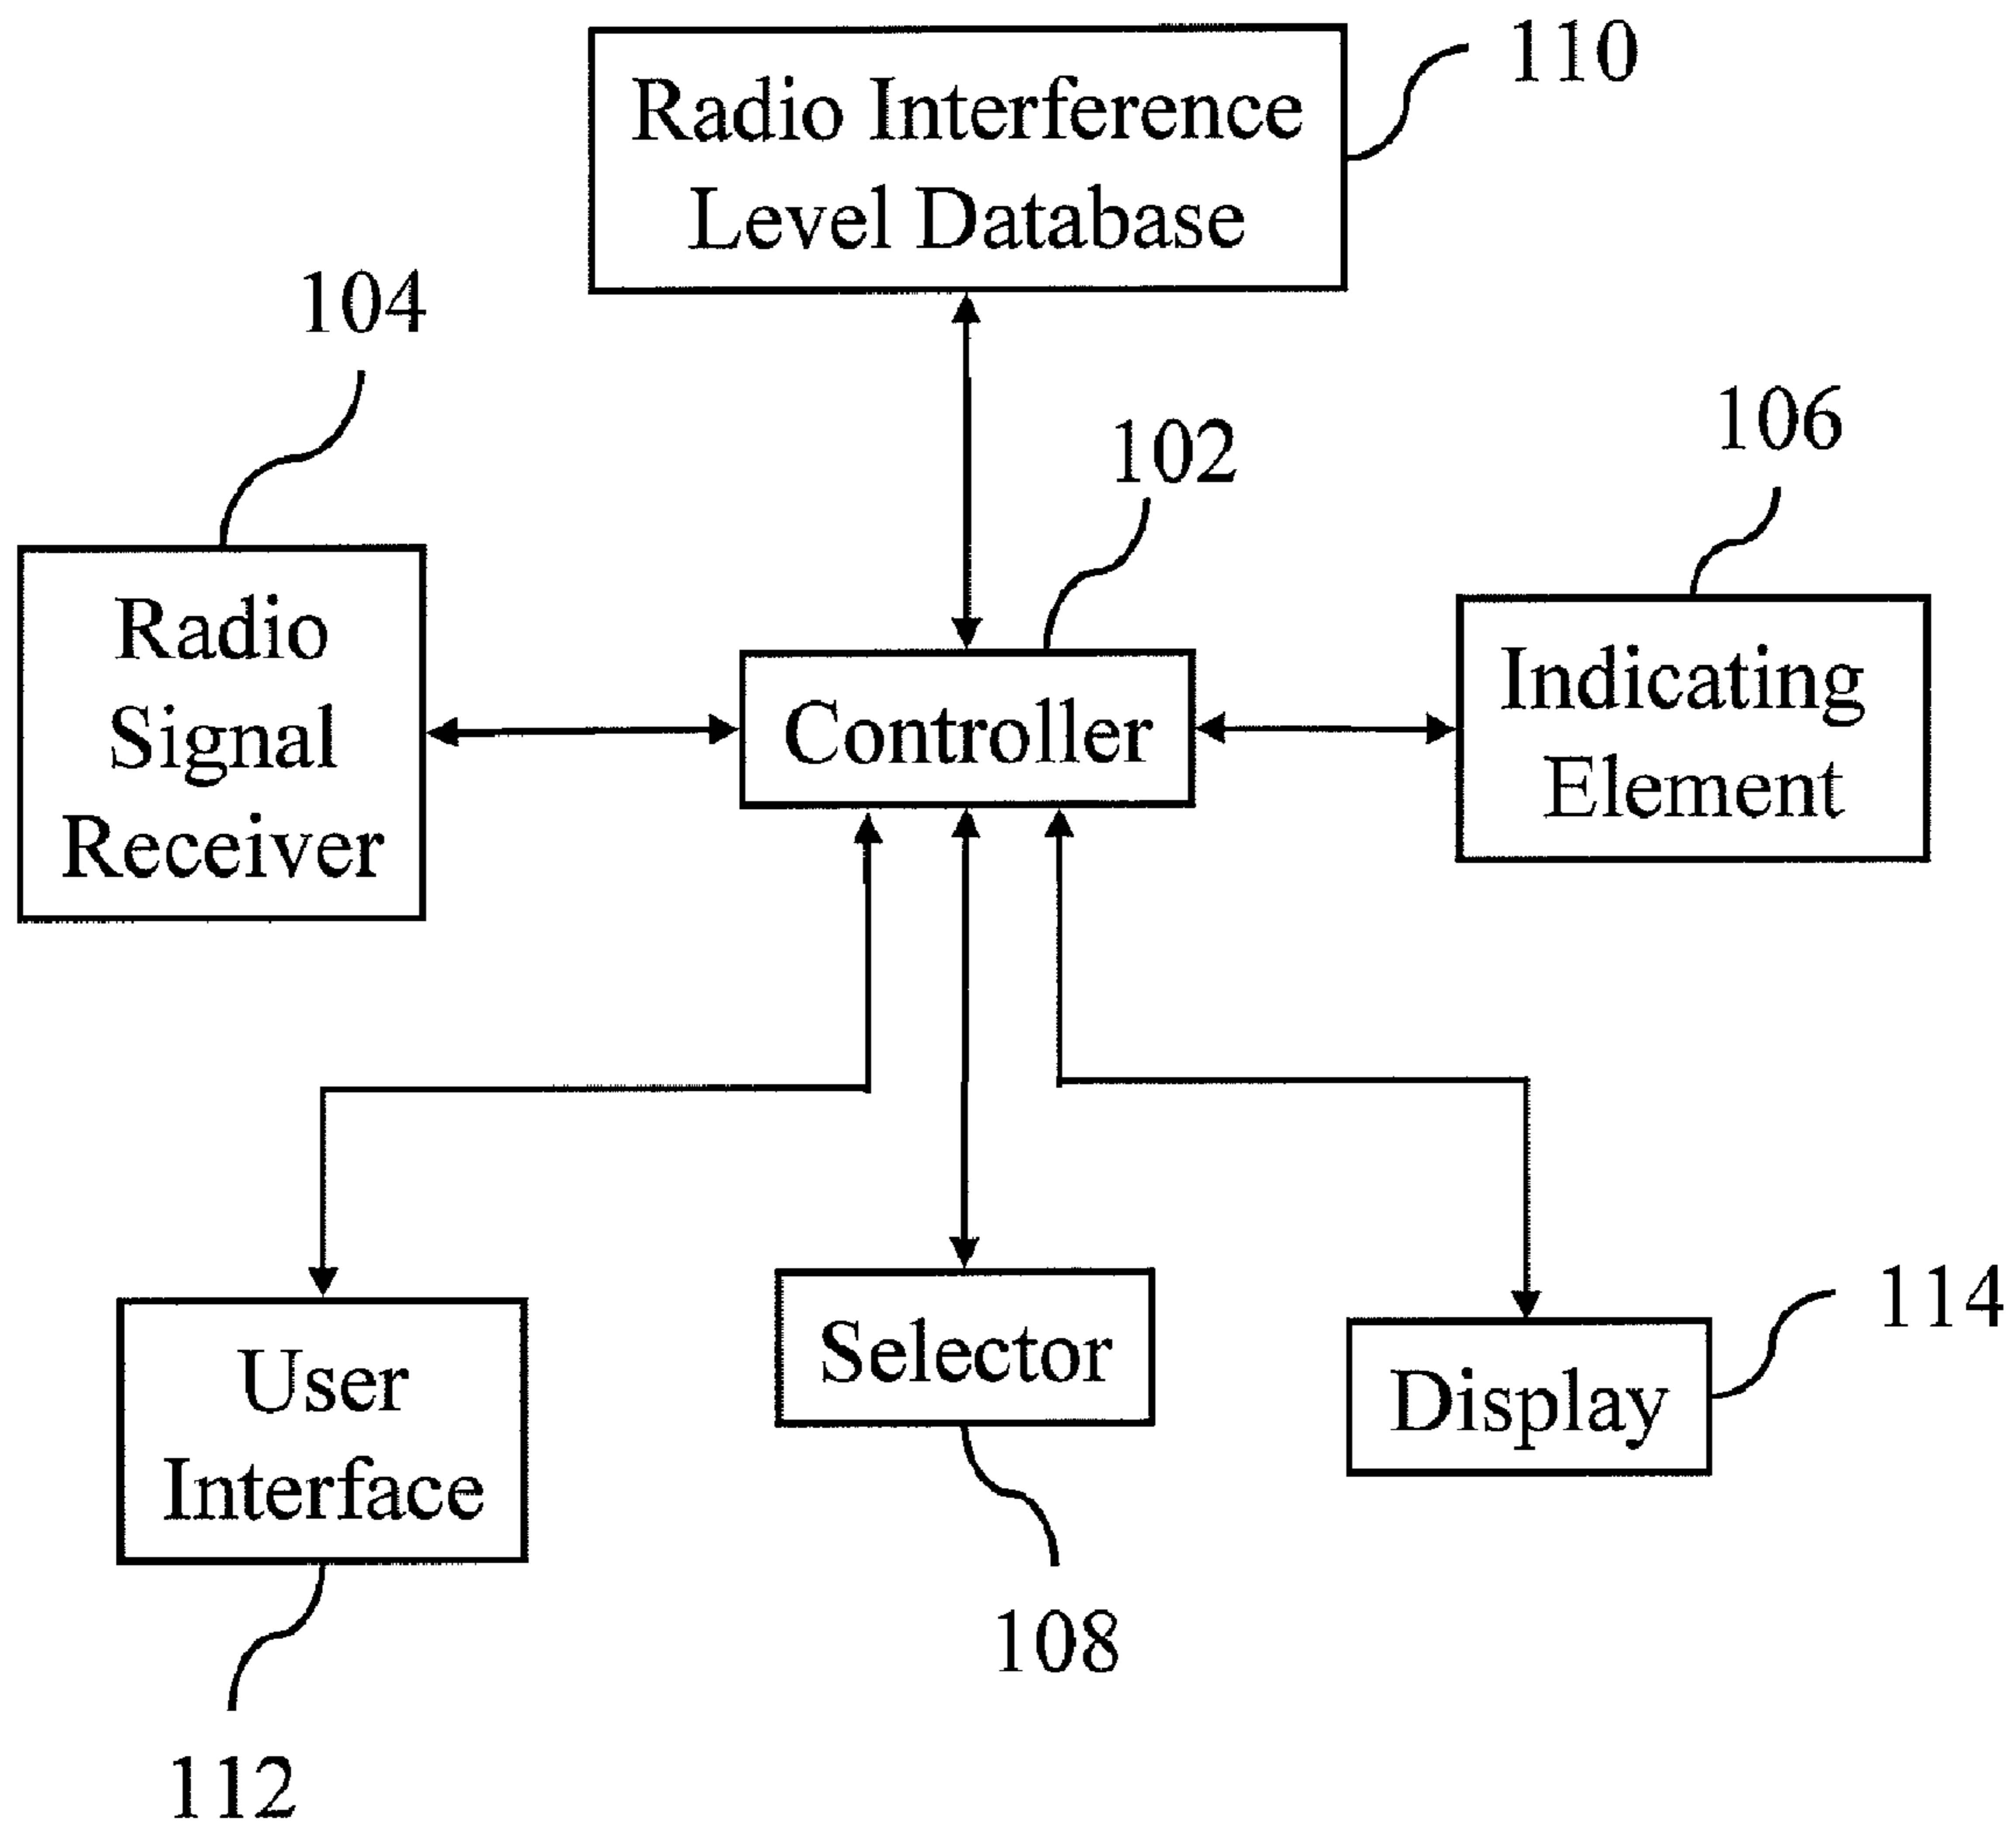 110
Radio Interference
Level Database
104
106
102
Radio
Signal
Receiver
Controller
Indicating
Element
114
User
Interface
Selector
Display
108
112